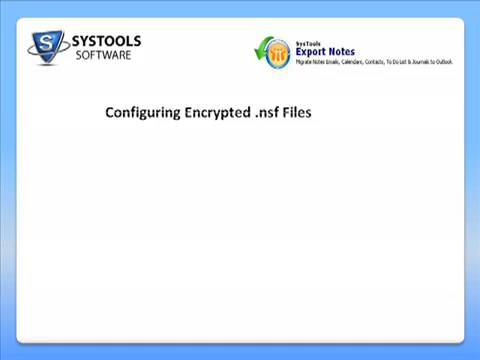 SYSTOOLS
SOFTWARE
SysTools
Export Notes
Migrate Notes Emails, Calendars, Contacts, To Do List & Journals to Outlook
Configuring Encrypted .nsf Files